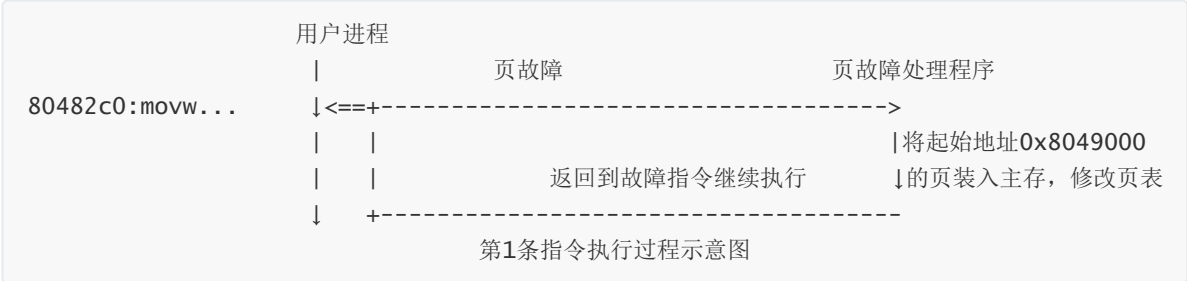 用户进程
| 页故障 页故障处理程序
80482c0:movw... ↓<==+------------------------------------>
| | |将起始地址0x8049000
| | 返回到故障指令继续执行 ↓的页装入主存，修改页表
↓ +-------------------------------------
第1条指令执行过程示意图